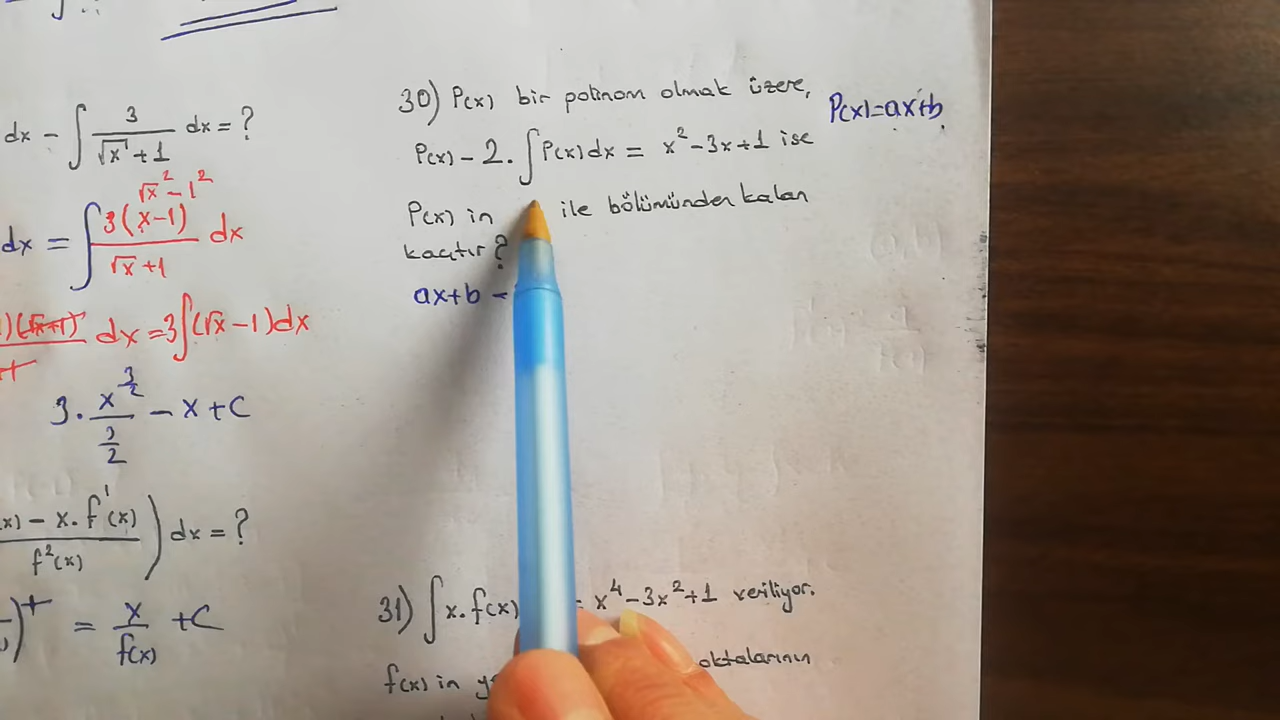 dx - ∫ 3/(√x + 1) dx = ?
√x² - 1²
dx = ∫ 3(x-1)/(√x+1) dx
dx = 3∫(√x - 1)dx
3 · x^(3/2)/(3/2) - x + C
- x. f'(x) / f²(x) ) dx = ?
= x/f(x) + C
30) P(x) bir polinom olmak üzere,
P(x) = ax+b
P(x) - 2. ∫P(x)dx = x² - 3x + 1 ise
P(x) in ile bölümünden kalan
kaçtır?
ax+b -
31) ∫x. f(x) = x⁴ - 3x² + 1 veriliyor.
f(x) in